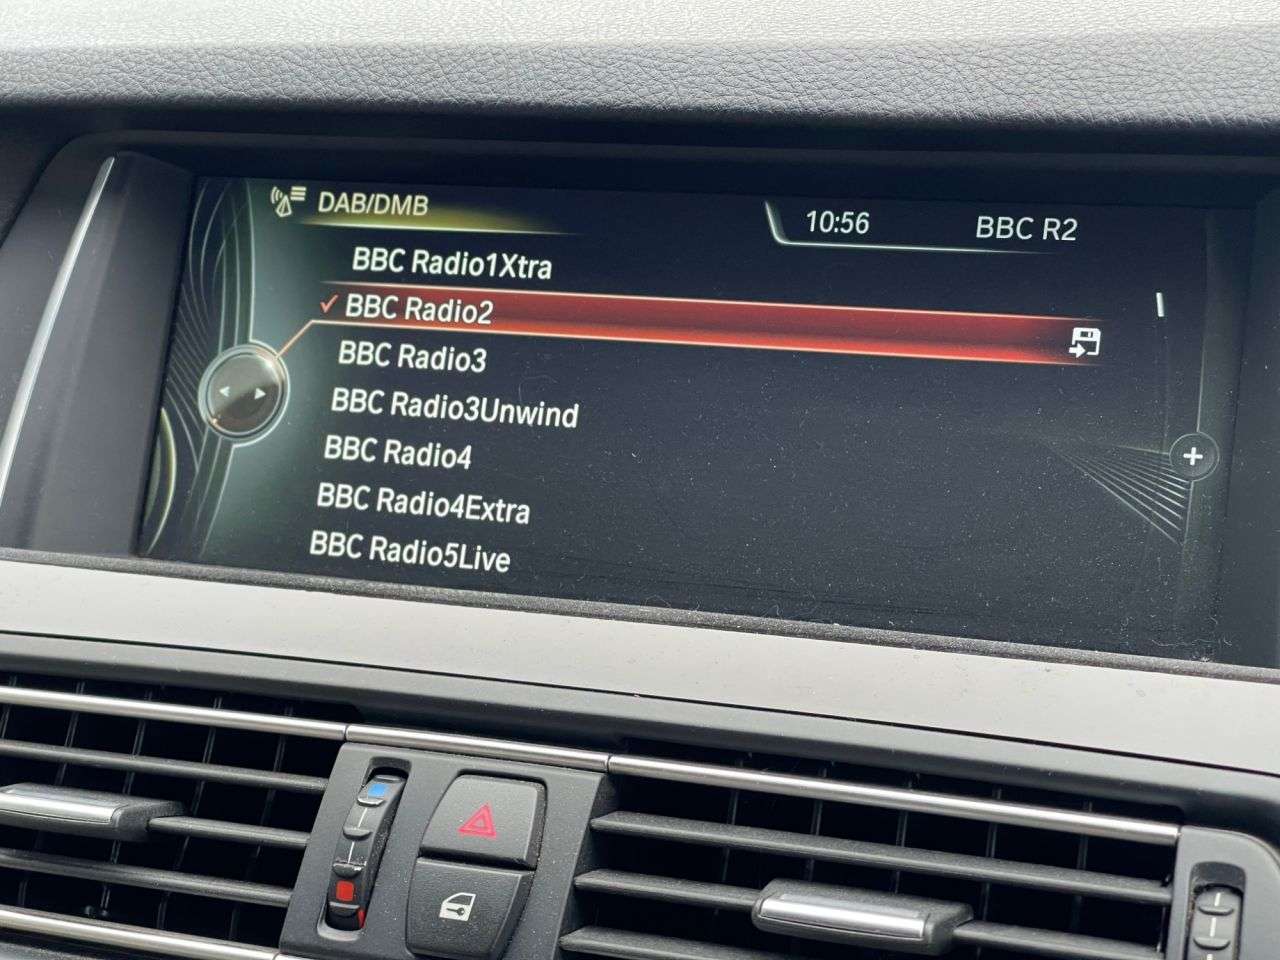 DAB/DMB
10:56
BBC R2
BBC Radio1Xtra
BBC Radio2
BBC Radio3
BBC Radio3Unwind
BBC Radio4
BBC Radio4Extra
BBC Radio5Live